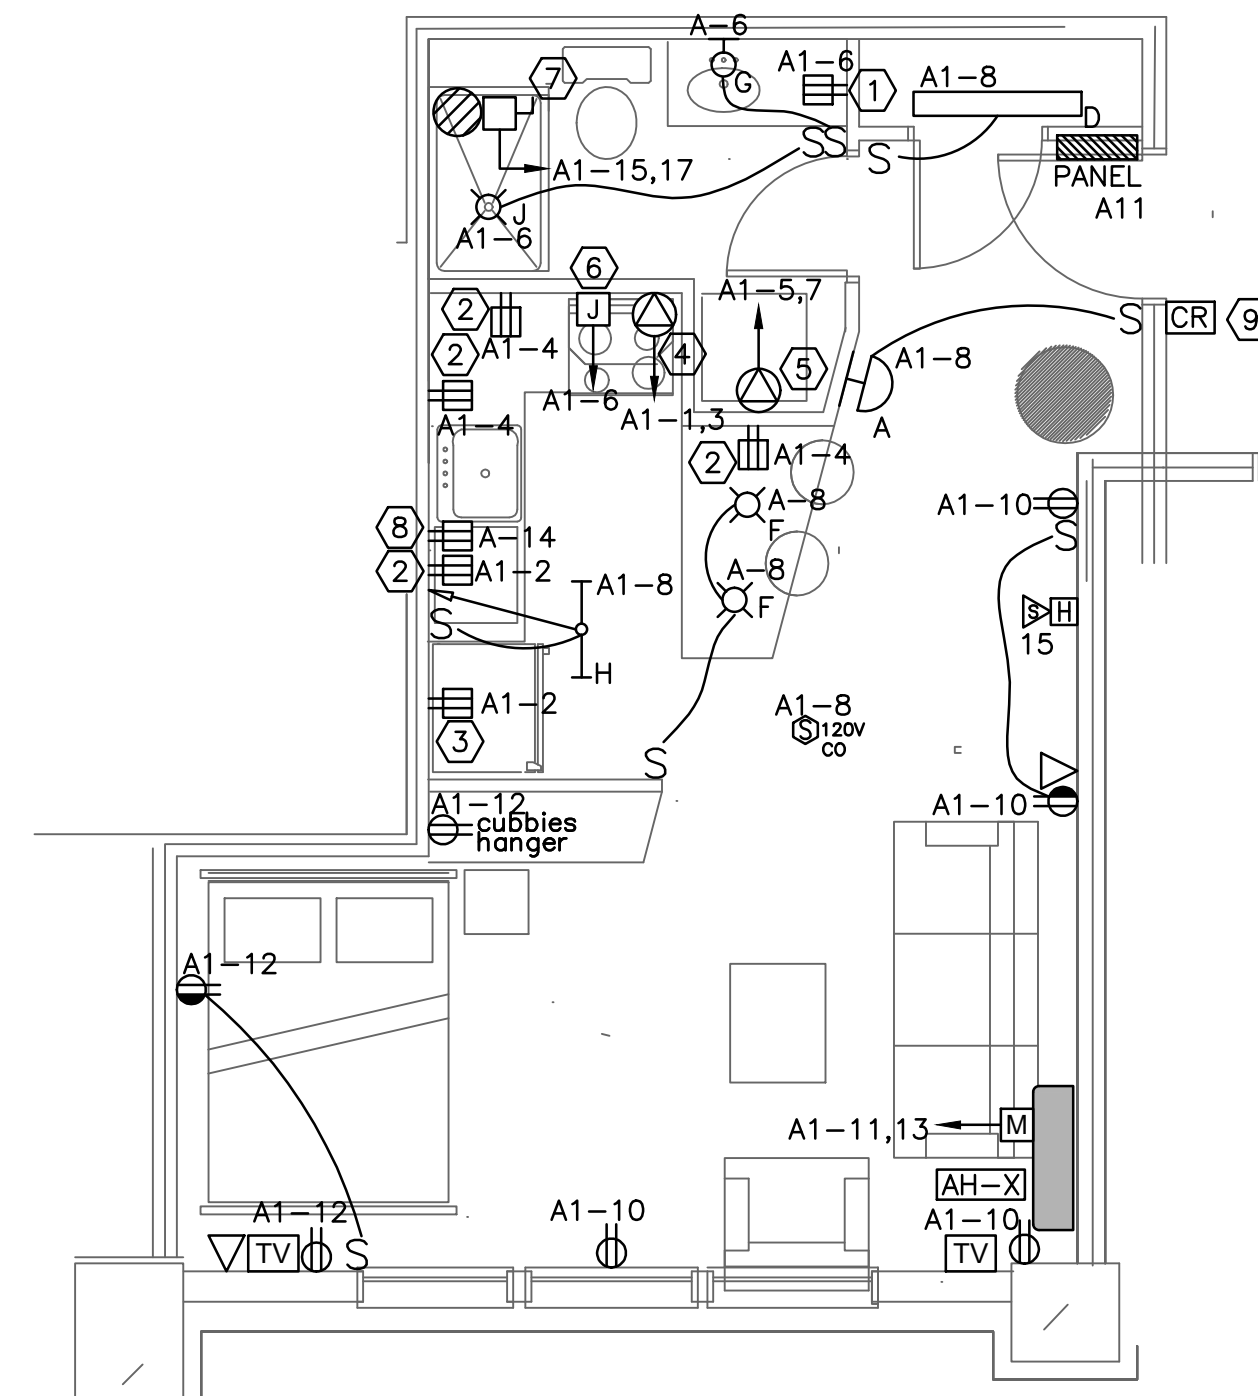 A-6
7
A1-6
G
1
A1-8
D
S S
S
A1-15,17
PANEL
A11
J
A1-6
6
A1-5,7
2
J
S
CR
9
A1-4
2
4
5
A1-8
A1-6
A1-1,3
A1-4
A
2
A1-4
A-8
A1-10
F
8
A-14
S
2
A1-2
A-8
A1-8
F
S
H
S
15
H
A1-2
A1-8
3
S
120V
CO
S
A1-12
A1-10
cubbies
hanger
A1-12
A1-11,13
M
AH-X
A1-12
A1-10
A1-10
TV
S
TV